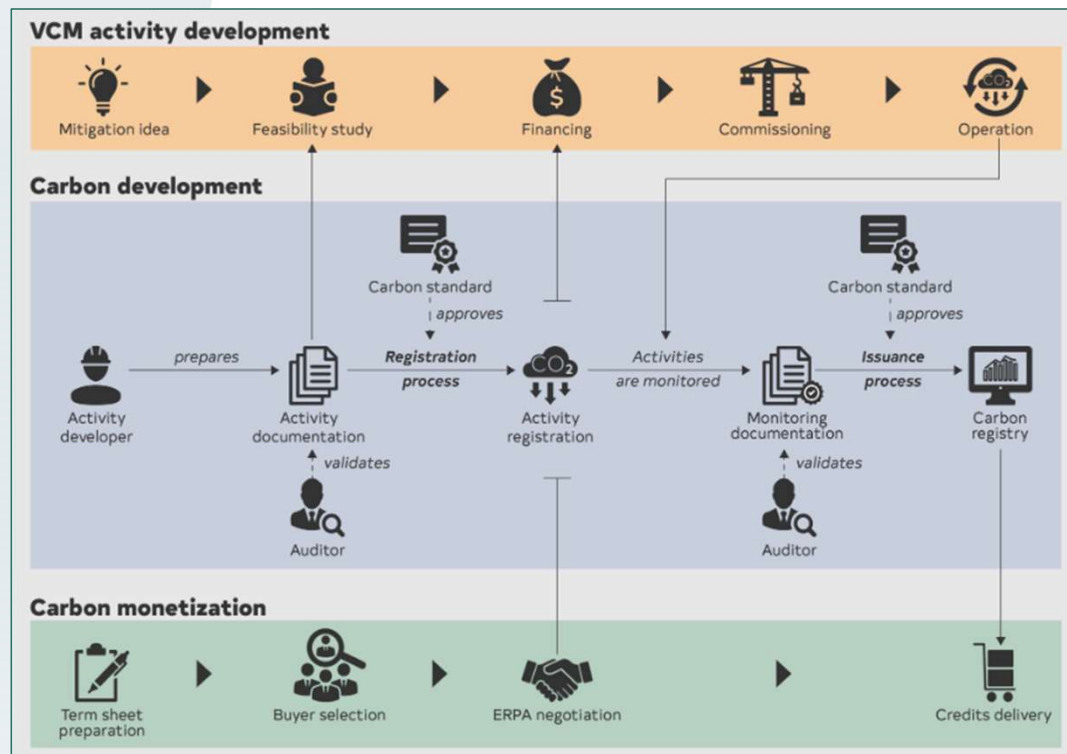 VCM activity development
Mitigation idea
Feasibility study
$
Financing
Commissioning
CO₂
Operation
Carbon development
Carbon standard
approves
Carbon standard
approves
Activity
developer
prepares
Activity
documentation
Registration
process
CO₂
Activity
registration
Activities
are monitored
Monitoring
documentation
Issuance
process
Carbon
registry
validates
Auditor
validates
Auditor
Carbon monetization
Term sheet
preparation
Buyer selection
ERPA negotiation
Credits delivery